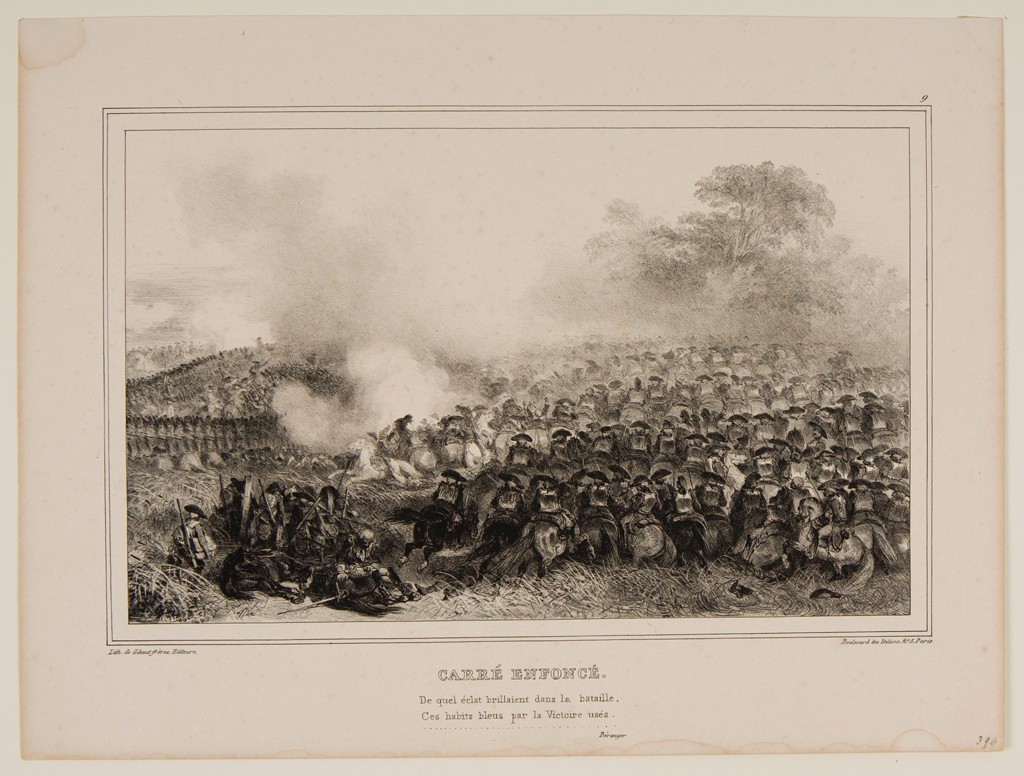 9
Lith. de Gihaut frères, Editeurs.
Boulevard des Italiens, N° 5, Paris.
CARRÉ ENFONCÉ.
De quel éclat brillaient dans la bataille,
Ces habits bleus par la Victoire usés.
Béranger